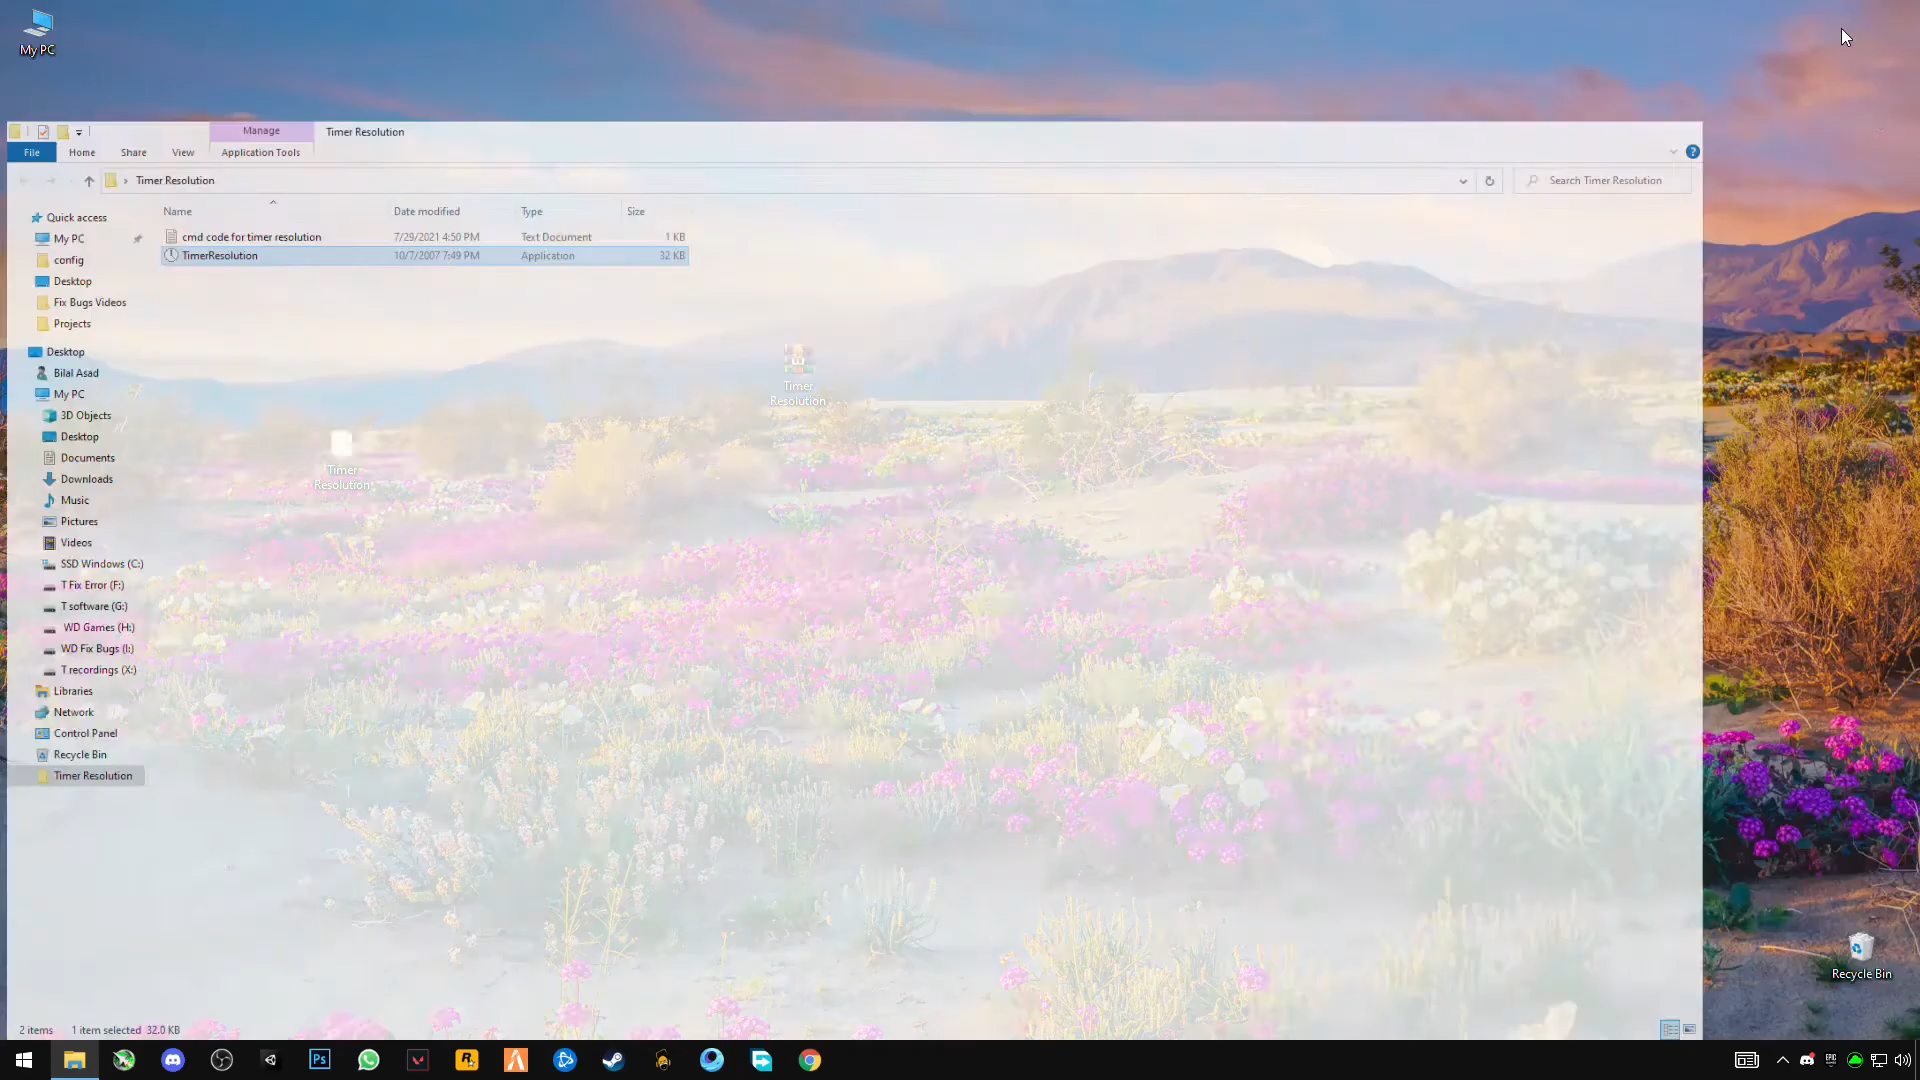 My PC
Manage
Timer Resolution
File
Home
Share
View
Application Tools
Timer Resolution
Search Timer Resolution
Name
Date modified
Type
Size
cmd code for timer resolution
7/29/2021 4:50 PM
Text Document
1 KB
TimerResolution
10/7/2007 7:49 PM
Application
32 KB
Quick access
My PC
config
Desktop
Fix Bugs Videos
Projects
Desktop
Bilal Asad
My PC
3D Objects
Desktop
Documents
Downloads
Music
Pictures
Videos
SSD Windows (C:)
T Fix Error (F:)
T software (G:)
WD Games (H:)
WD Fix Bugs (I:)
T recordings (X:)
Libraries
Network
Control Panel
Recycle Bin
Timer Resolution
Timer
Resolution
Timer
Resolution
Recycle Bin
2 items
1 item selected 32.0 KB
Ps
R
EPIC